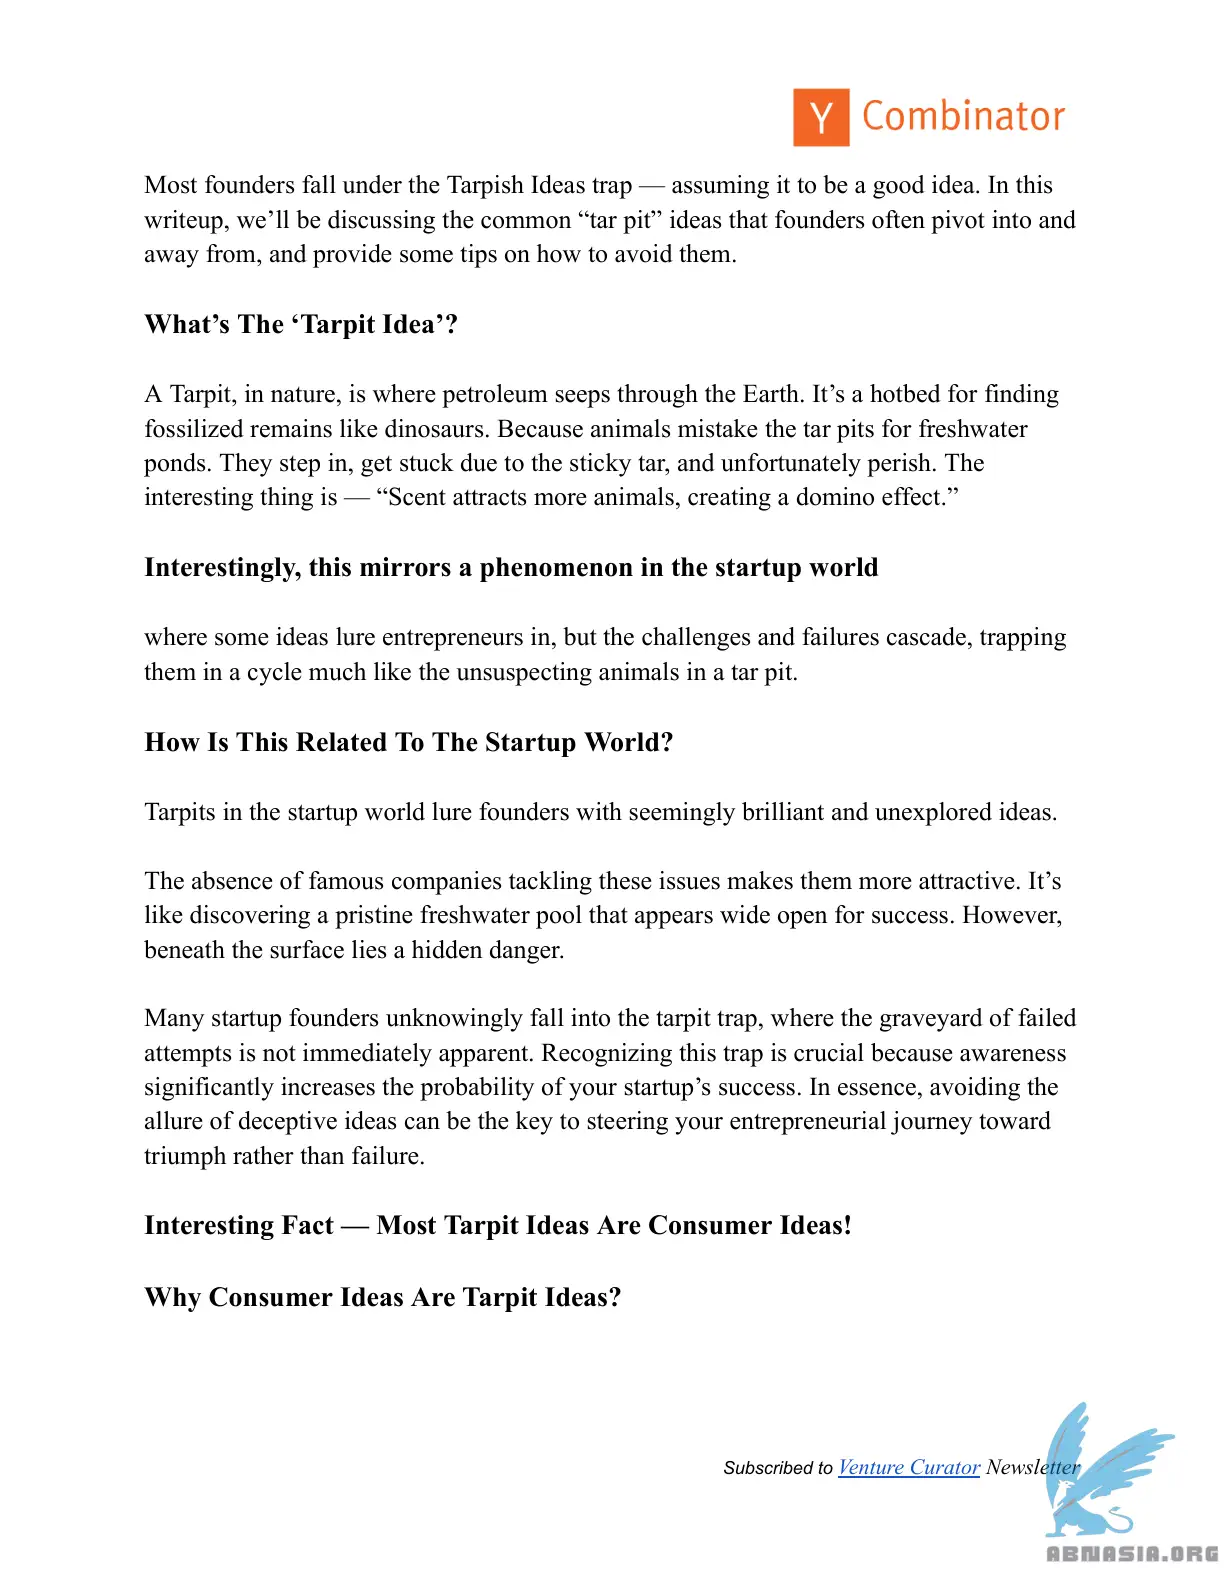 Y Combinator
Most founders fall under the Tarpish Ideas trap — assuming it to be a good idea. In this
writeup, we’ll be discussing the common “tar pit” ideas that founders often pivot into and
away from, and provide some tips on how to avoid them.
What’s The ‘Tarpit Idea’?
A Tarpit, in nature, is where petroleum seeps through the Earth. It’s a hotbed for finding
fossilized remains like dinosaurs. Because animals mistake the tar pits for freshwater
ponds. They step in, get stuck due to the sticky tar, and unfortunately perish. The
interesting thing is — “Scent attracts more animals, creating a domino effect.”
Interestingly, this mirrors a phenomenon in the startup world
where some ideas lure entrepreneurs in, but the challenges and failures cascade, trapping
them in a cycle much like the unsuspecting animals in a tar pit.
How Is This Related To The Startup World?
Tarpits in the startup world lure founders with seemingly brilliant and unexplored ideas.
The absence of famous companies tackling these issues makes them more attractive. It’s
like discovering a pristine freshwater pool that appears wide open for success. However,
beneath the surface lies a hidden danger.
Many startup founders unknowingly fall into the tarpit trap, where the graveyard of failed
attempts is not immediately apparent. Recognizing this trap is crucial because awareness
significantly increases the probability of your startup’s success. In essence, avoiding the
allure of deceptive ideas can be the key to steering your entrepreneurial journey toward
triumph rather than failure.
Interesting Fact — Most Tarpit Ideas Are Consumer Ideas!
Why Consumer Ideas Are Tarpit Ideas?
Subscribed to Venture Curator Newsletter
ABNASIA.ORG